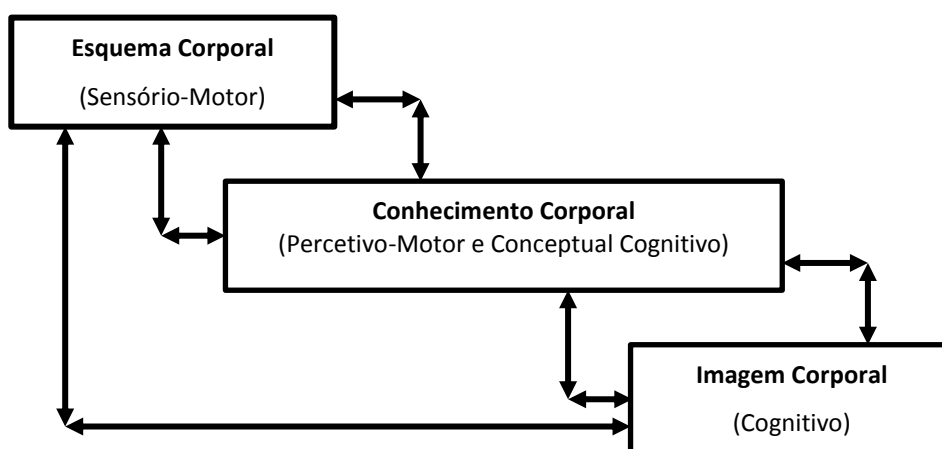 Esquema Corporal
(Sensório-Motor)
Conhecimento Corporal
(Percetivo-Motor e Conceptual Cognitivo)
Imagem Corporal
(Cognitivo)